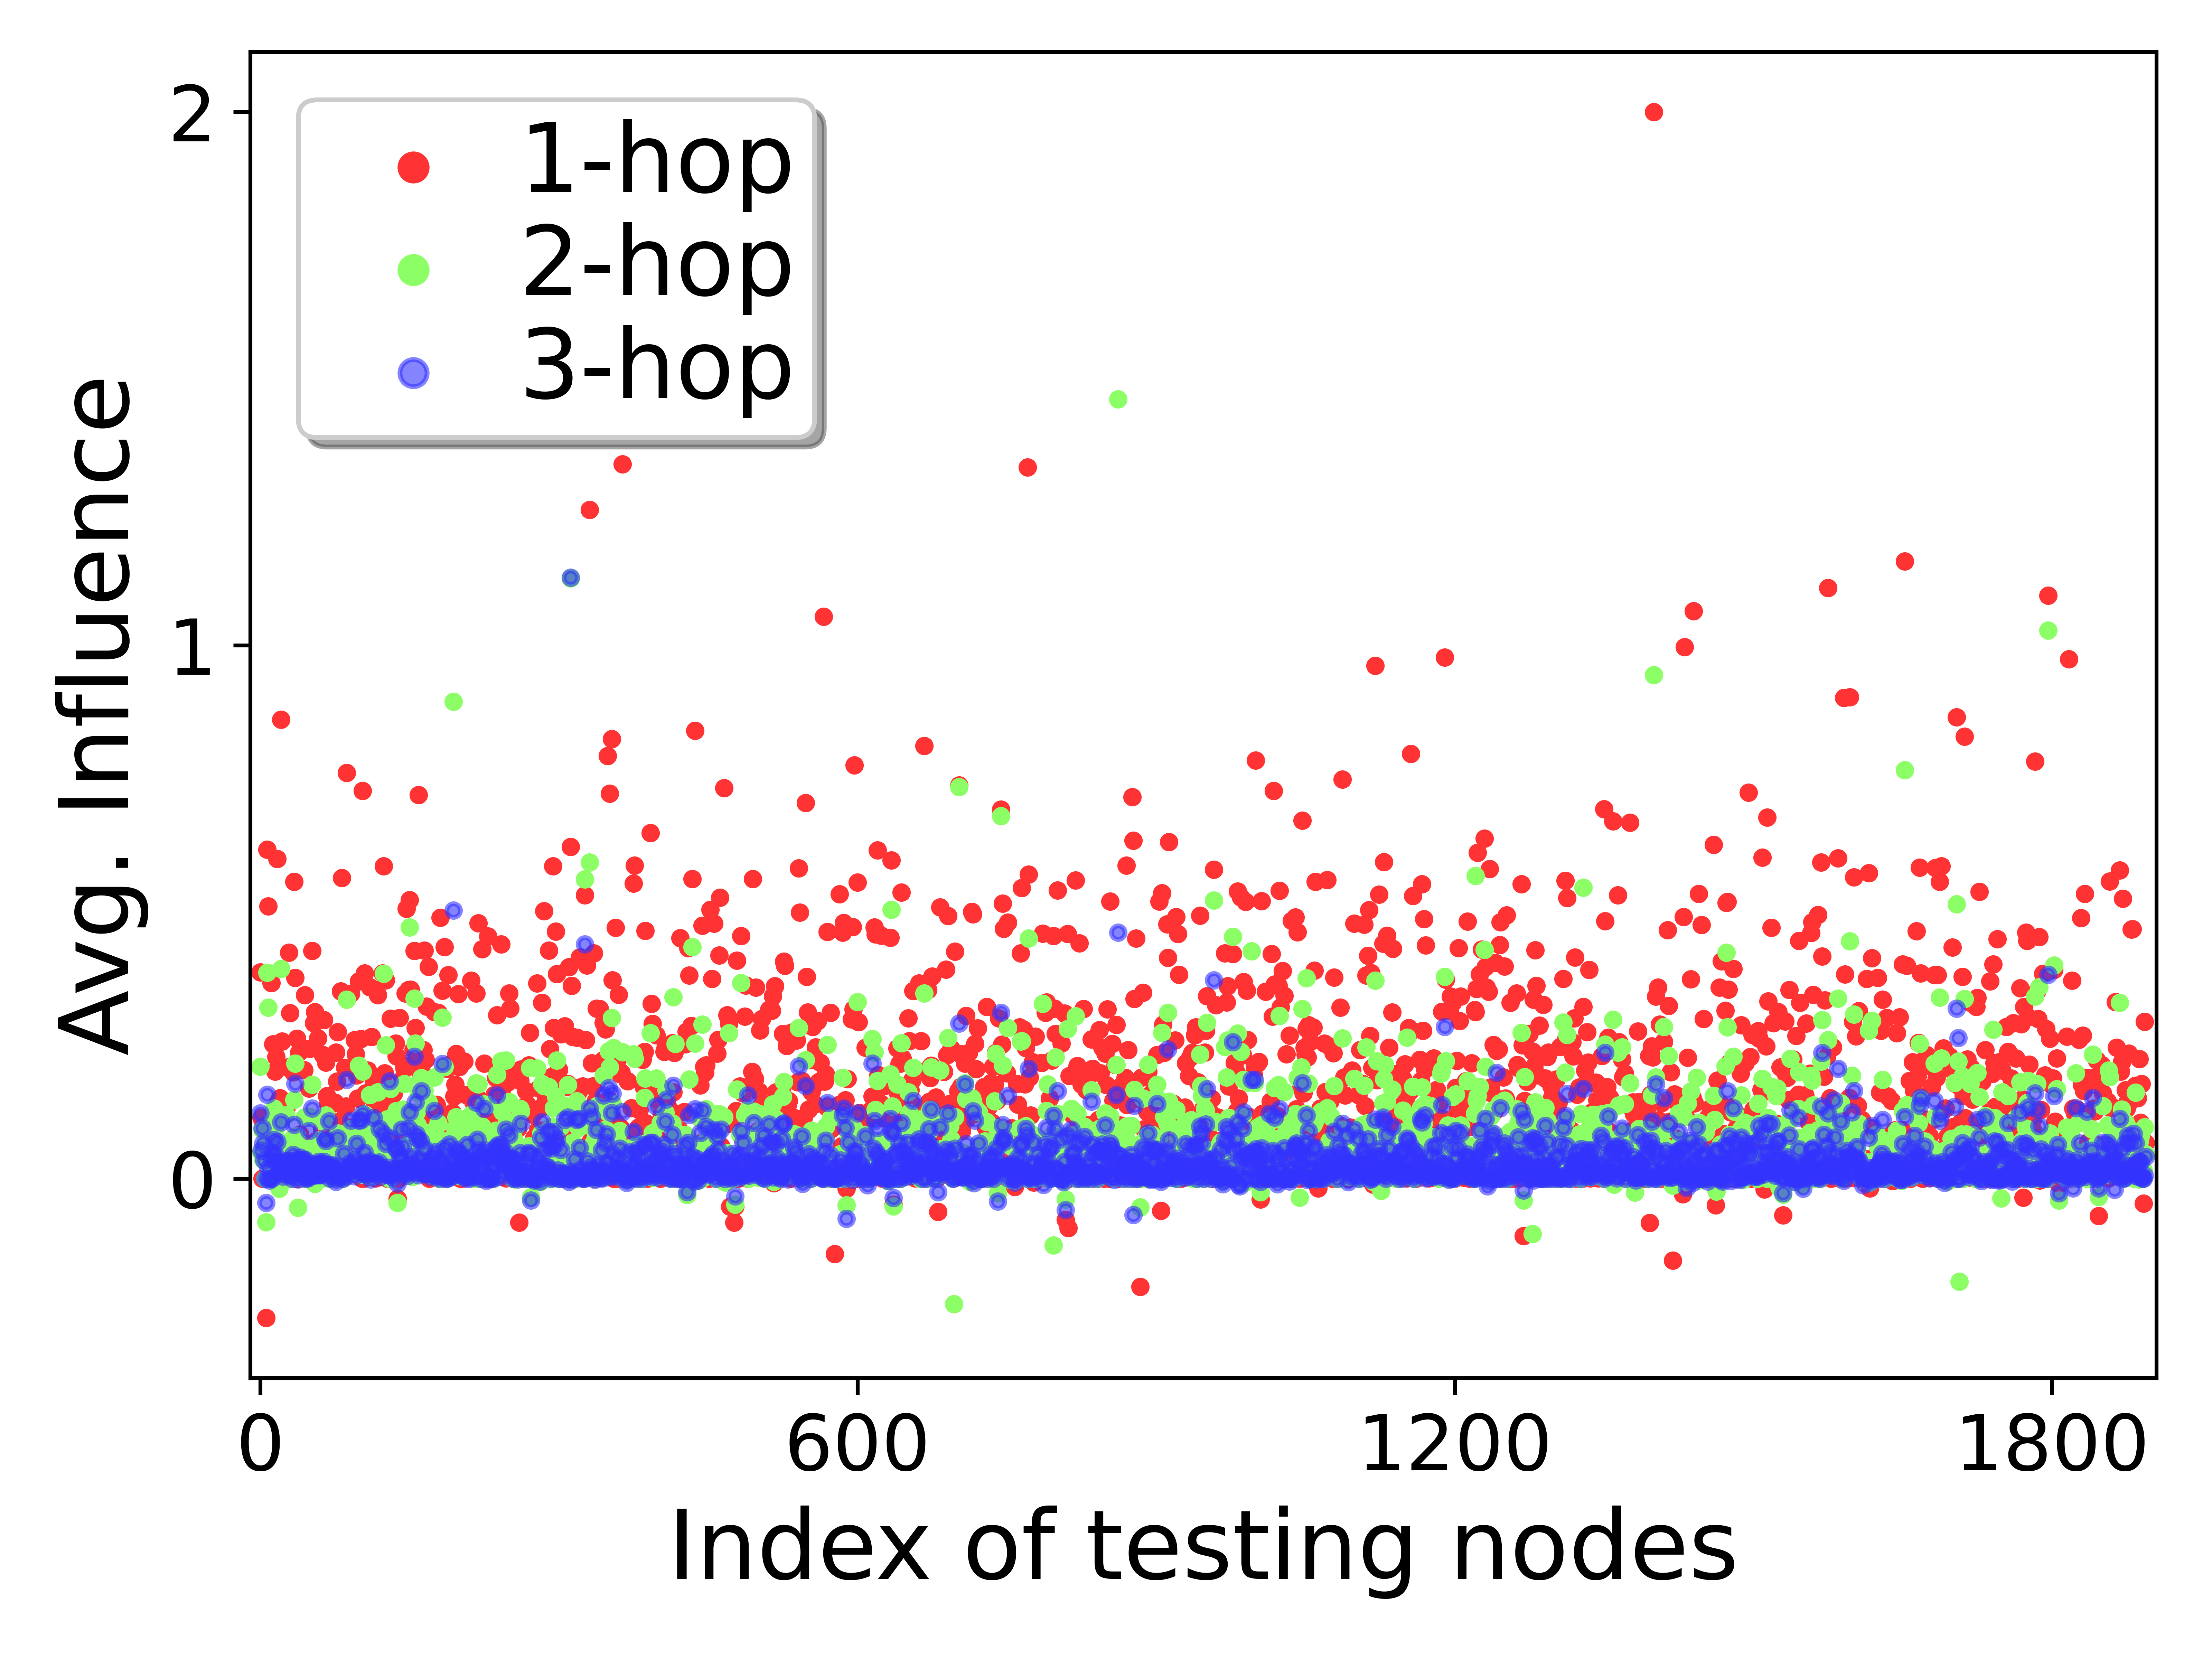 2
1
0
Avg. Influence
1-hop
2-hop
3-hop
0 600 1200 1800
Index of testing nodes